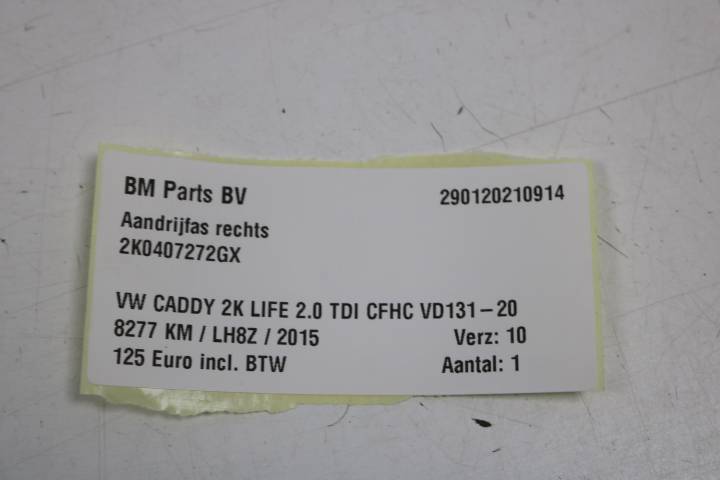 BM Parts BV 290120210914
Aandrijfas rechts
2K0407272GX
VW CADDY 2K LIFE 2.0 TDI CFHC VD131-20
8277 KM / LH8Z / 2015 Verz: 10
125 Euro incl. BTW Aantal: 1